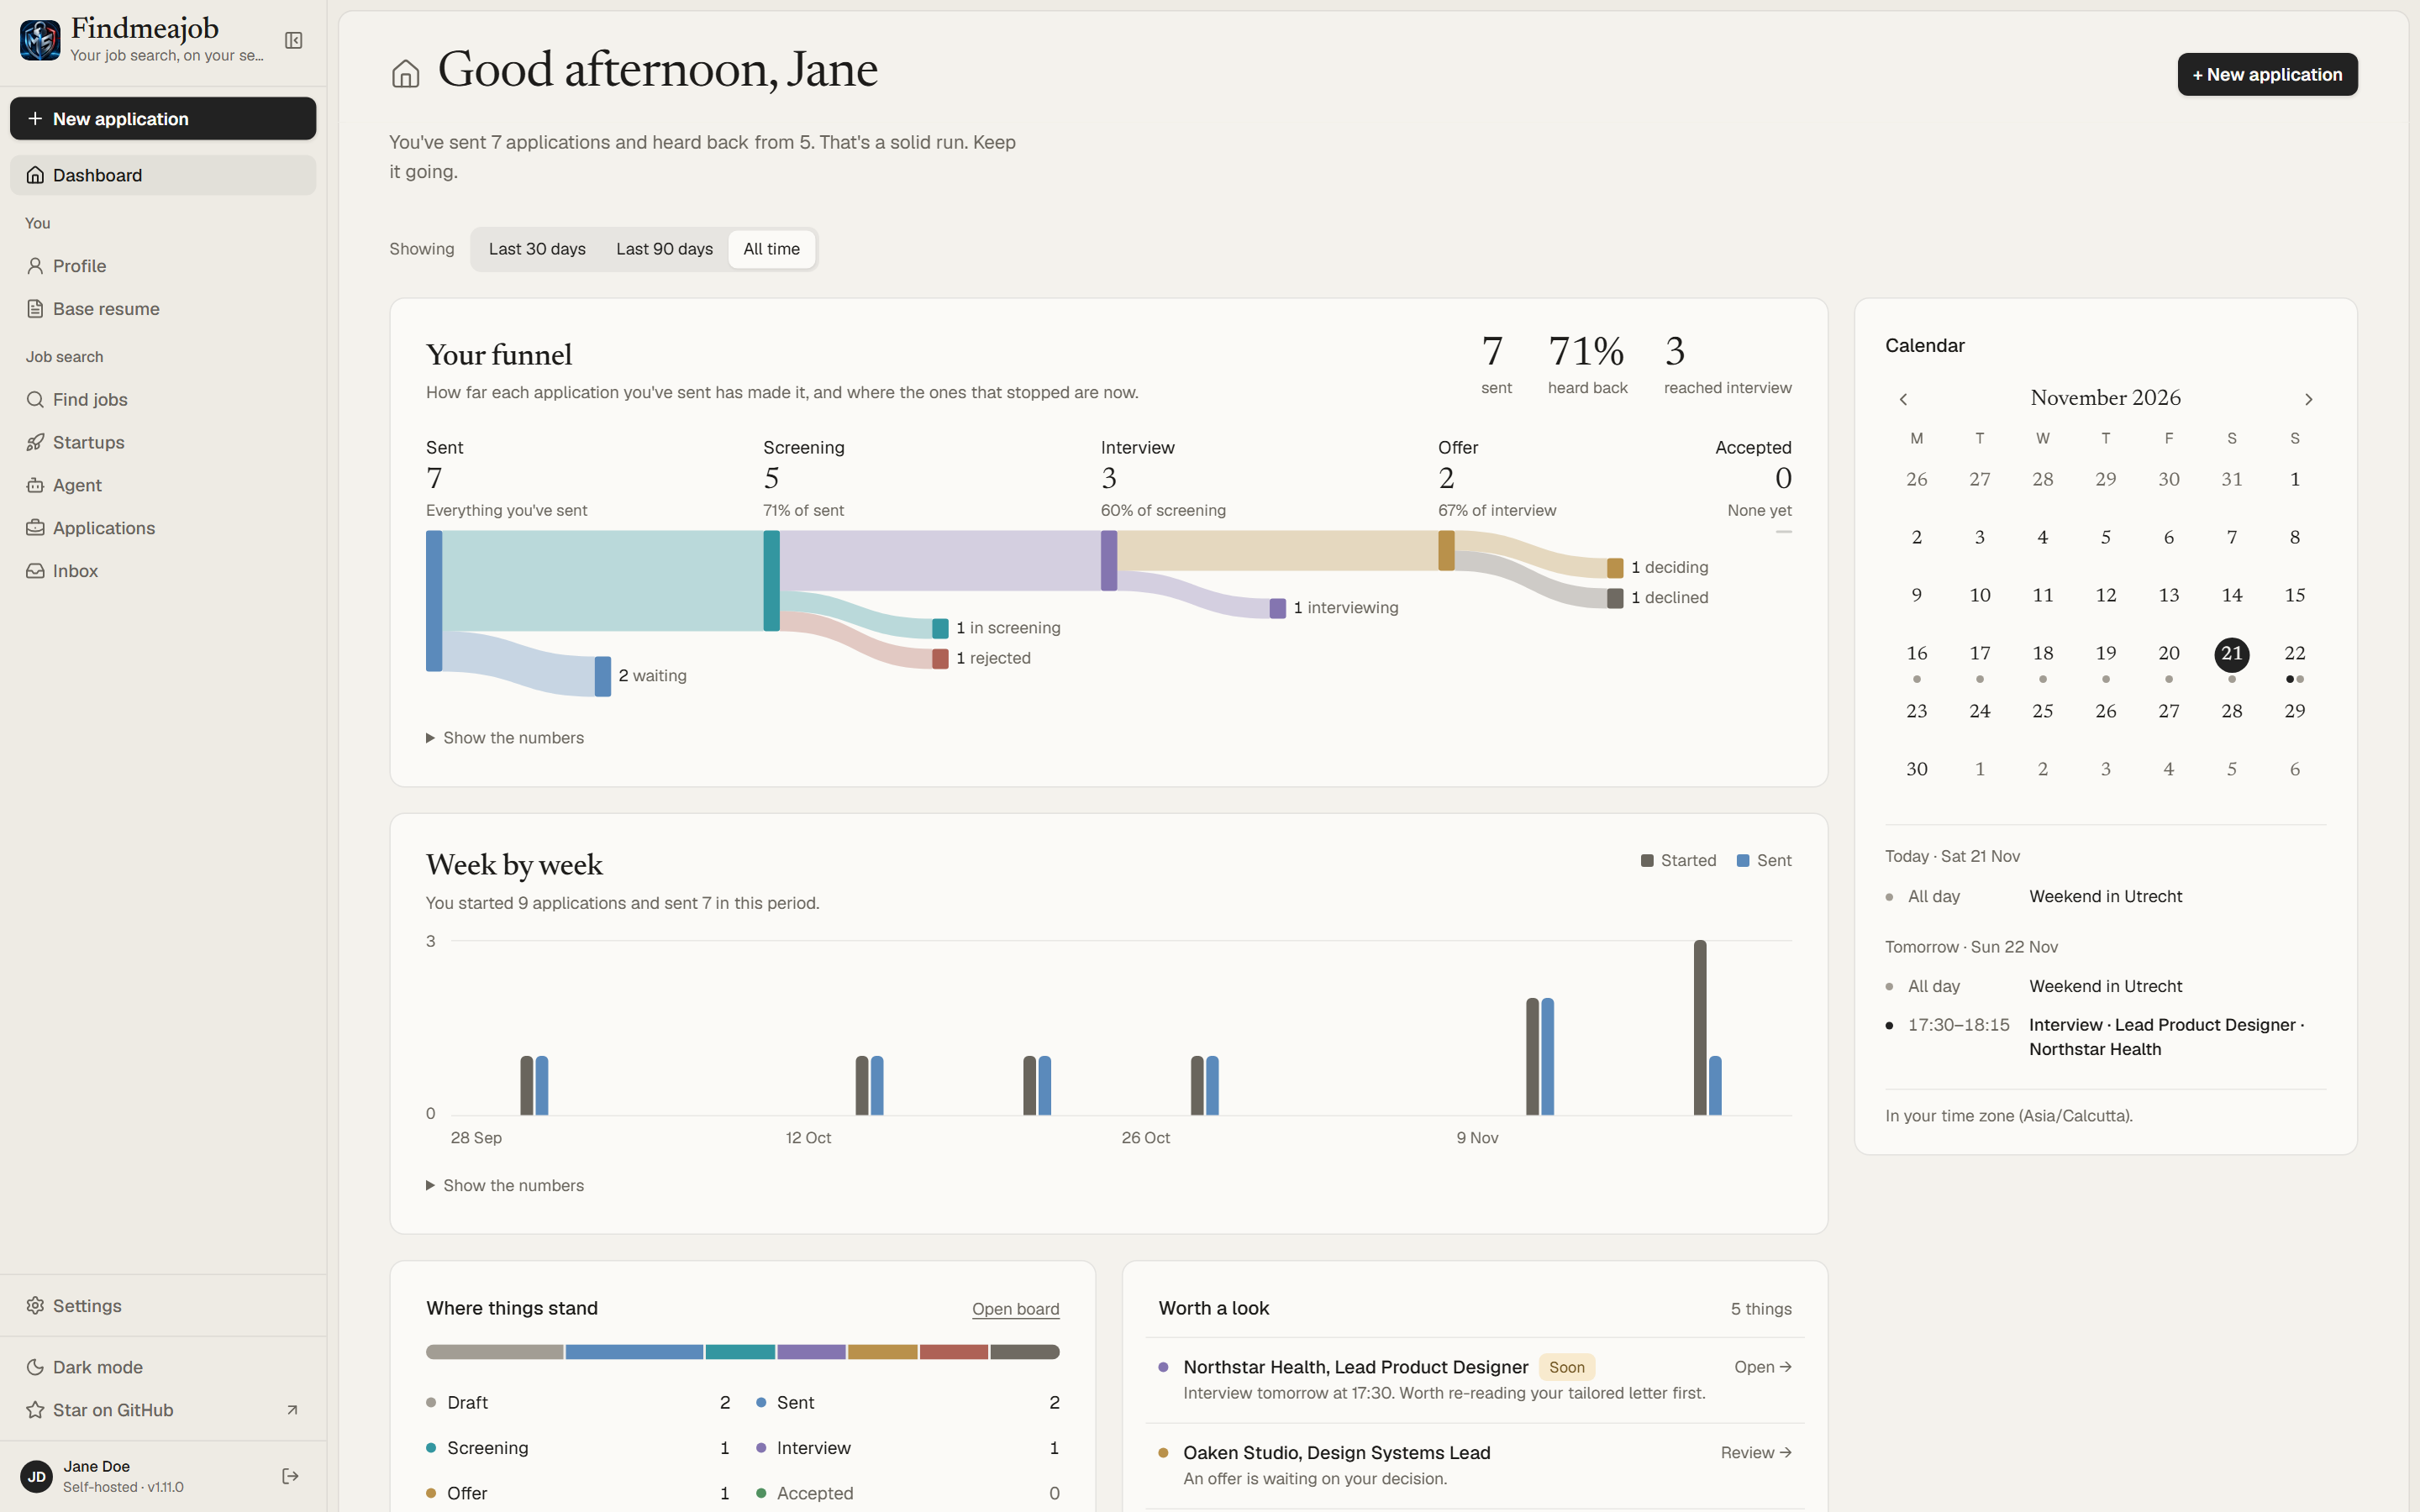 Findmeajob
Your job search, on your se...
New application
Dashboard
You
Profile
Base resume
Job search
Find jobs
Startups
Agent
Applications
Inbox
Settings
Dark mode
Star on GitHub
JD
Jane Doe
Self-hosted · v1.11.0
Good afternoon, Jane
+ New application
You've sent 7 applications and heard back from 5. That's a solid run. Keep
it going.
Showing Last 30 days Last 90 days All time
Your funnel
How far each application you've sent has made it, and where the ones that stopped are now.
7 71% 3
sent heard back reached interview
Sent Screening Interview Offer Accepted
7 5 3 2 0
Everything you've sent 71% of sent 60% of screening 67% of interview None yet
1 deciding
1 declined
1 interviewing
1 in screening
1 rejected
2 waiting
Show the numbers
Week by week
Started Sent
You started 9 applications and sent 7 in this period.
3
0
28 Sep 12 Oct 26 Oct 9 Nov
Show the numbers
Where things stand
Open board
Draft 2 Sent 2
Screening 1 Interview 1
Offer 1 Accepted 0
Worth a look
5 things
Northstar Health, Lead Product Designer Soon Open →
Interview tomorrow at 17:30. Worth re-reading your tailored letter first.
Oaken Studio, Design Systems Lead Review →
An offer is waiting on your decision.
Calendar
November 2026
M T W T F S S
26 27 28 29 30 31 1
2 3 4 5 6 7 8
9 10 11 12 13 14 15
16 17 18 19 20 21 22
23 24 25 26 27 28 29
30 1 2 3 4 5 6
Today · Sat 21 Nov
All day Weekend in Utrecht
Tomorrow · Sun 22 Nov
All day Weekend in Utrecht
17:30–18:15 Interview · Lead Product Designer ·
Northstar Health
In your time zone (Asia/Calcutta).